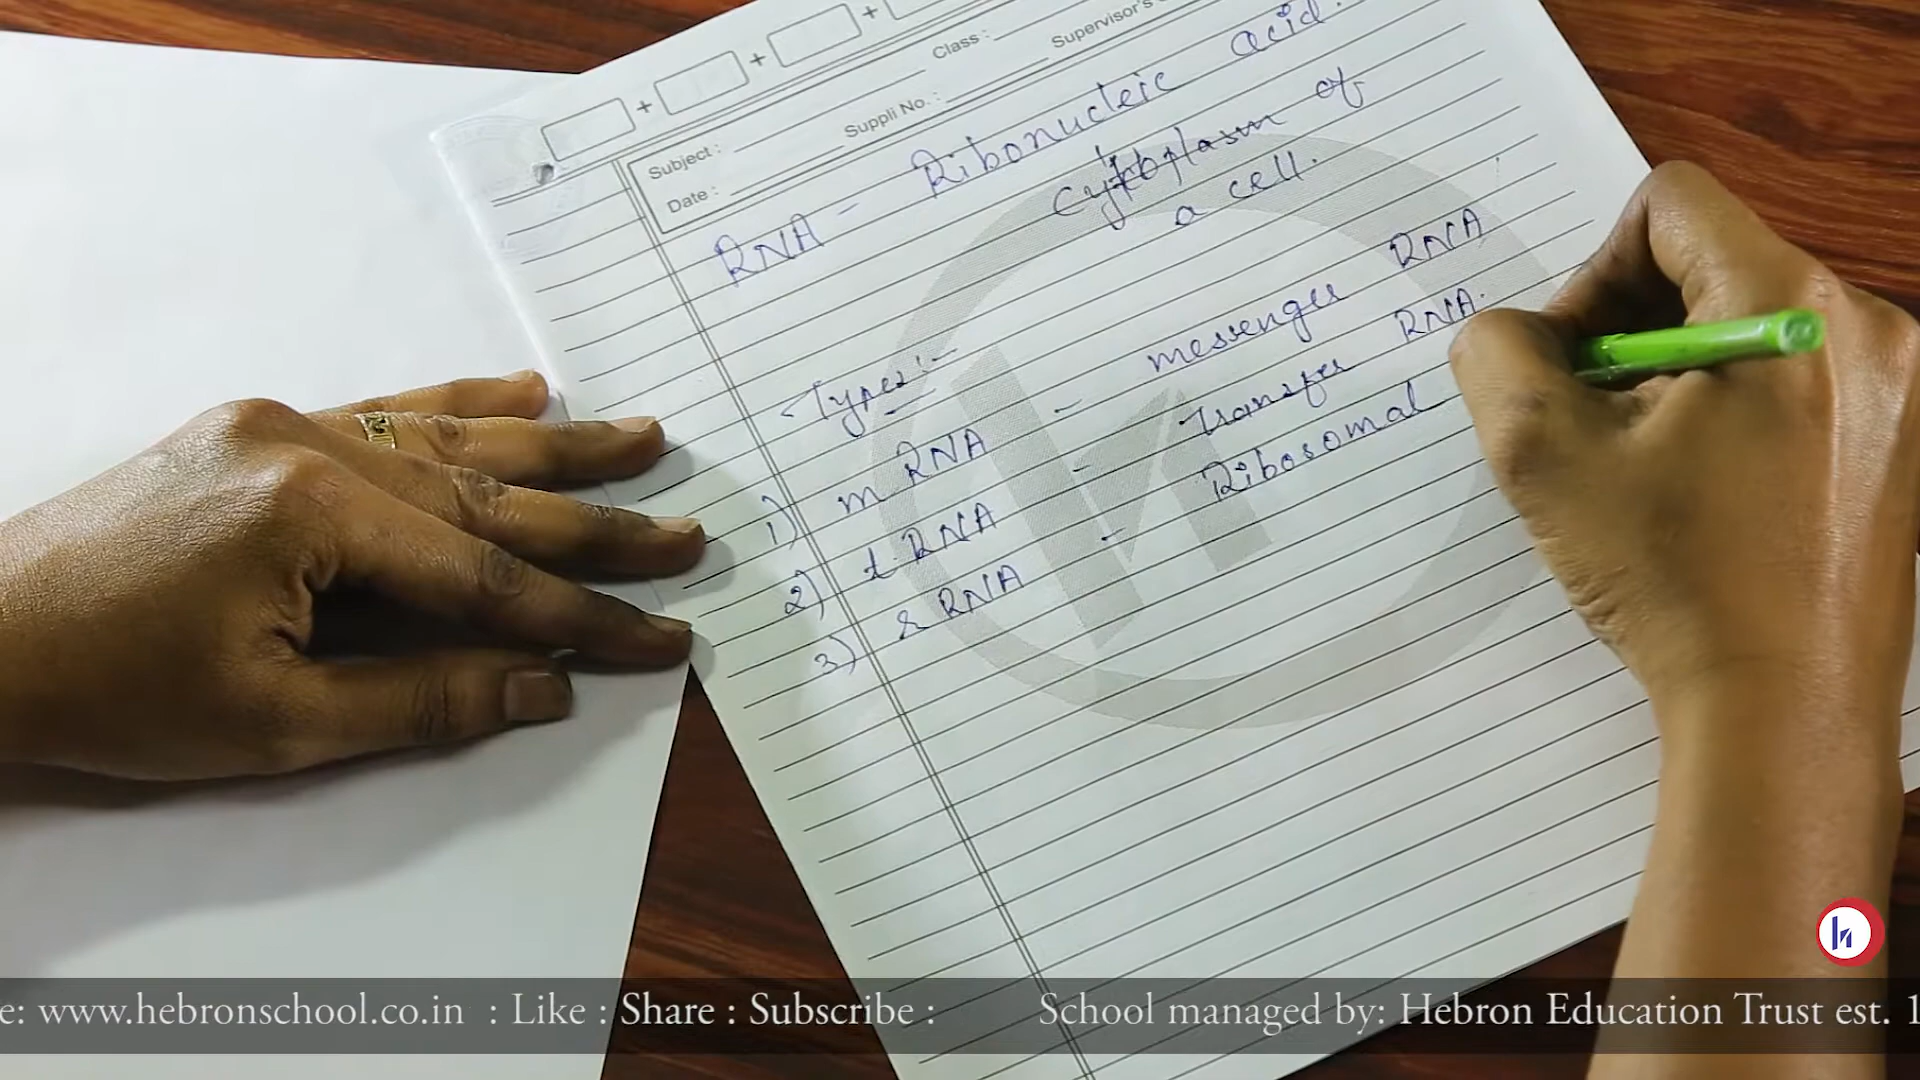 + + +
Class :
Subject :
Suppli No. :
Supervisor's
Date :
RNA - Ribonucleic acid.
Cytoplasm of
a cell.
Types :-
1) m RNA - messenger RNA
2) t RNA - transfer RNA.
3) r RNA - Ribosomal
e: www.hebronschool.co.in : Like : Share : Subscribe : School managed by: Hebron Education Trust est. 1